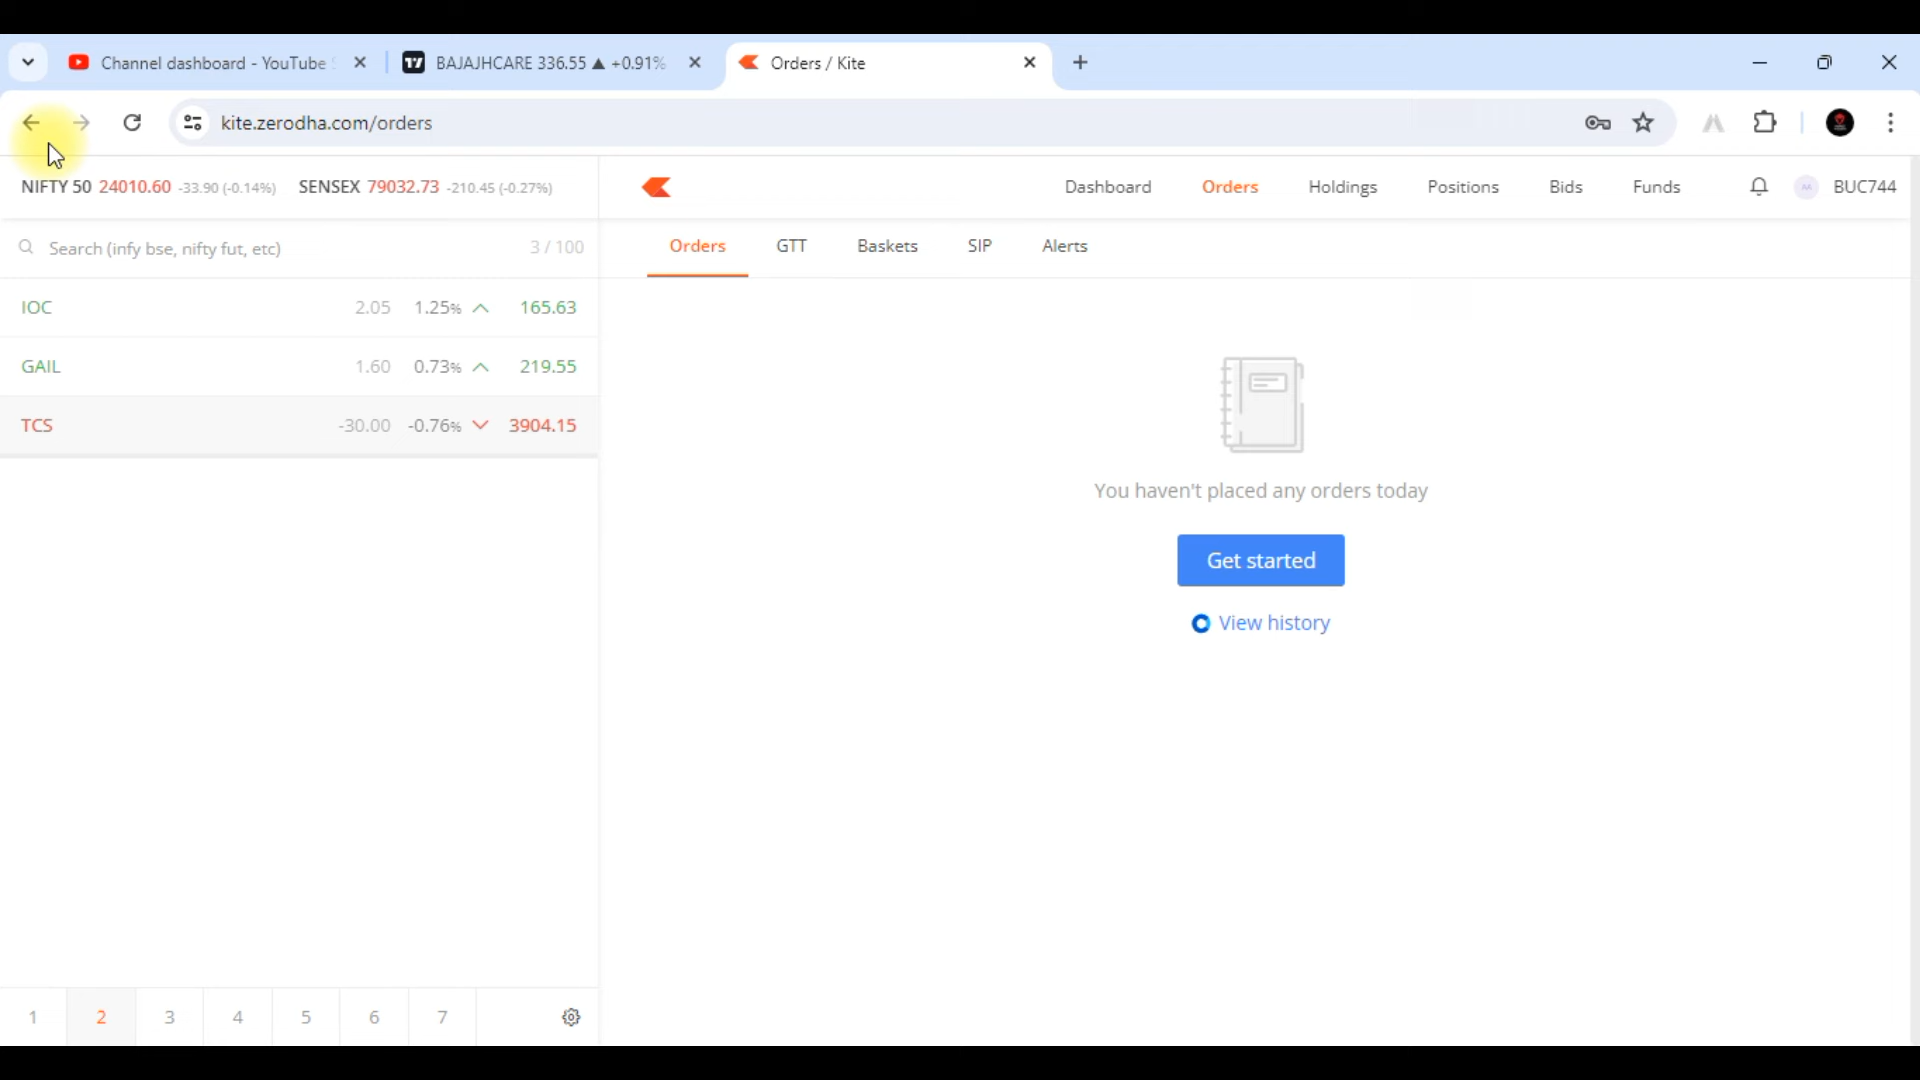 Channel dashboard - YouTube S
BAJAJHCARE 336.55 ▲ +0.91%
Orders / Kite
kite.zerodha.com/orders
NIFTY 50 24010.60 -33.90 (-0.14%) SENSEX 79032.73 -210.45 (-0.27%)
Dashboard Orders Holdings Positions Bids Funds BUC744
Search (infy bse, nifty fut, etc) 3 / 100
Orders GTT Baskets SIP Alerts
IOC 2.05 1.25% 165.63
GAIL 1.60 0.73% 219.55
TCS -30.00 -0.76% 3904.15
You haven't placed any orders today
Get started
View history
1 2 3 4 5 6 7